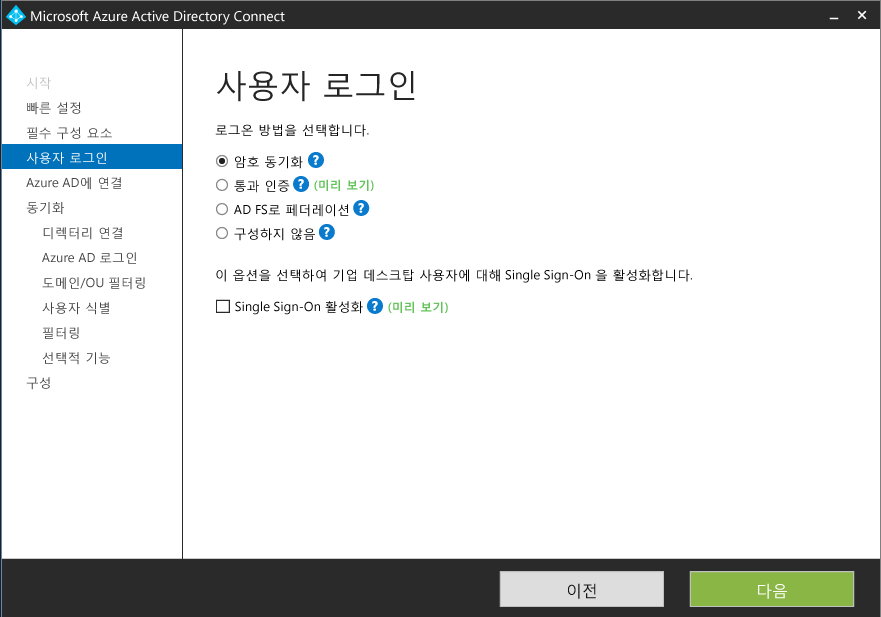 Microsoft Azure Active Directory Connect
시작
빠른 설정
필수 구성 요소
사용자 로그인
Azure AD에 연결
동기화
디렉터리 연결
Azure AD 로그인
도메인/OU 필터링
사용자 식별
필터링
선택적 기능
구성
사용자 로그인
로그온 방법을 선택합니다.
암호 동기화 ?
통과 인증 ? (미리 보기)
AD FS로 페더레이션 ?
구성하지 않음 ?
이 옵션을 선택하여 기업 데스크탑 사용자에 대해 Single Sign-On 을 활성화합니다.
Single Sign-On 활성화 ? (미리 보기)
이전
다음